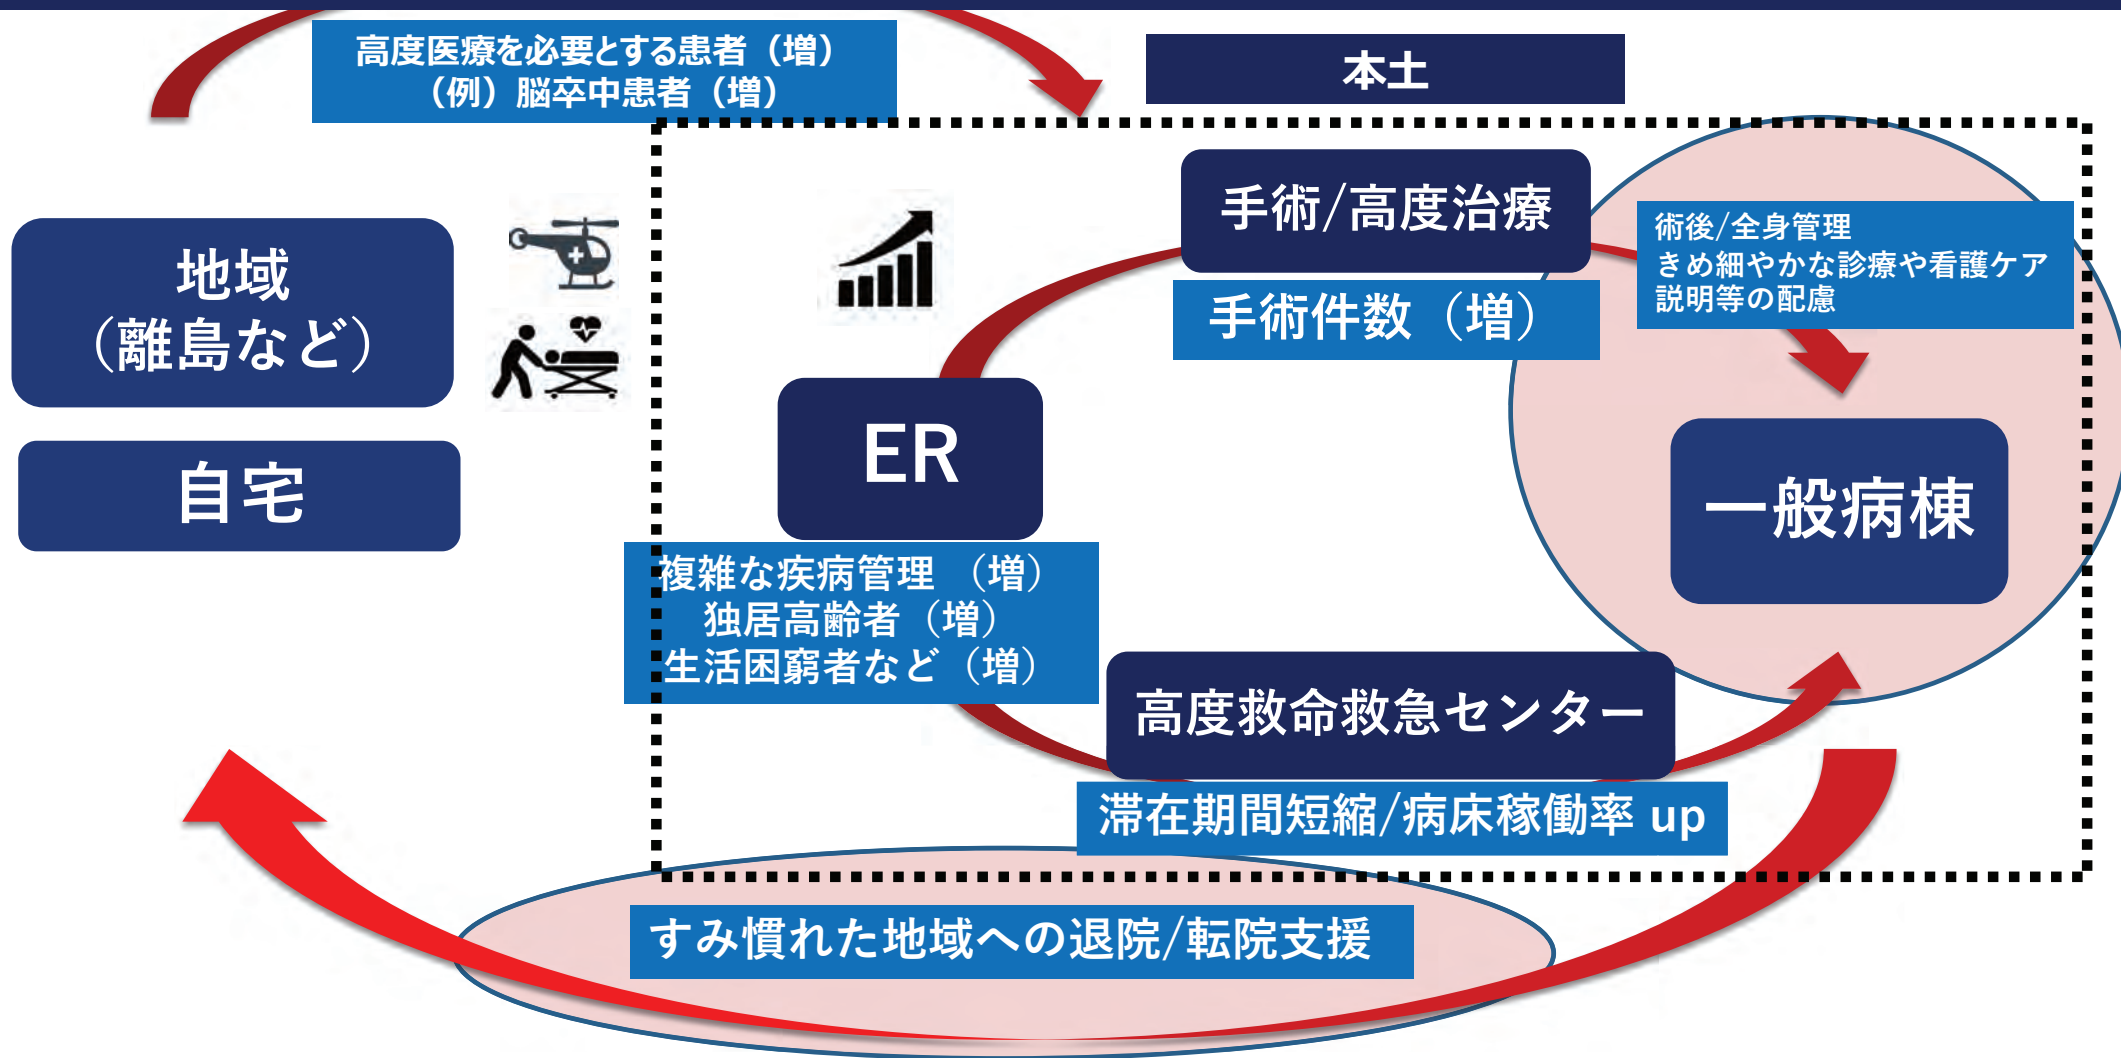 高度医療を必要とする患者（増）
（例）脳卒中患者（増）
本土
地域
（離島など）
自宅
手術/高度治療
手術件数（増）
術後/全身管理
きめ細やかな診療や看護ケア
説明等の配慮
ER
複雑な疾病管理 （増）
独居高齢者（増）
生活困窮者など（増）
一般病棟
高度救命救急センター
滞在期間短縮/病床稼働率 up
すみ慣れた地域への退院/転院支援